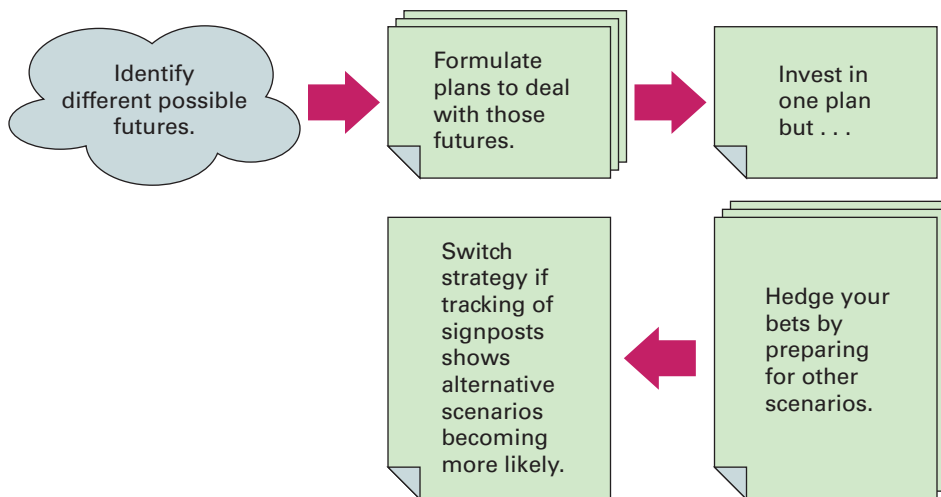 Identify
different possible
futures.
Formulate
plans to deal
with those
futures.
Invest in
one plan
but . . .
Hedge your
bets by
preparing
for other
scenarios.
Switch
strategy if
tracking of
signposts
shows
alternative
scenarios
becoming
more likely.